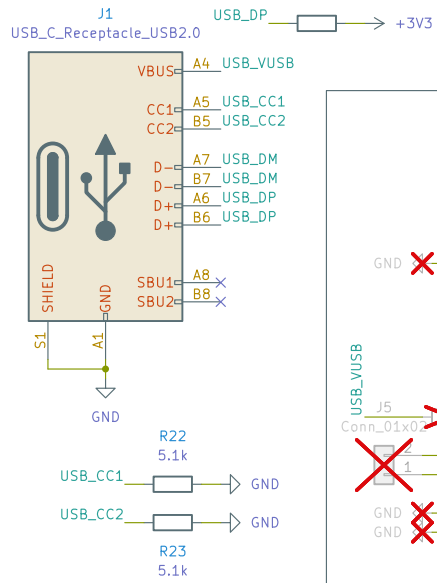 J1
USB_C_Receptacle_USB2.0
USB_DP
+3V3
VBUS A4 USB_VUSB
CC1 A5 USB_CC1
CC2 B5 USB_CC2
D- A7 USB_DM
D- B7 USB_DM
D+ A6 USB_DP
D+ B6 USB_DP
SBU1 A8
SBU2 B8
SHIELD
GND
S1
A1
GND
GND
USB_VUSB
J5
Conn_01x02
2
1
GND
GND
R22
5.1k
USB_CC1
GND
USB_CC2
GND
R23
5.1k